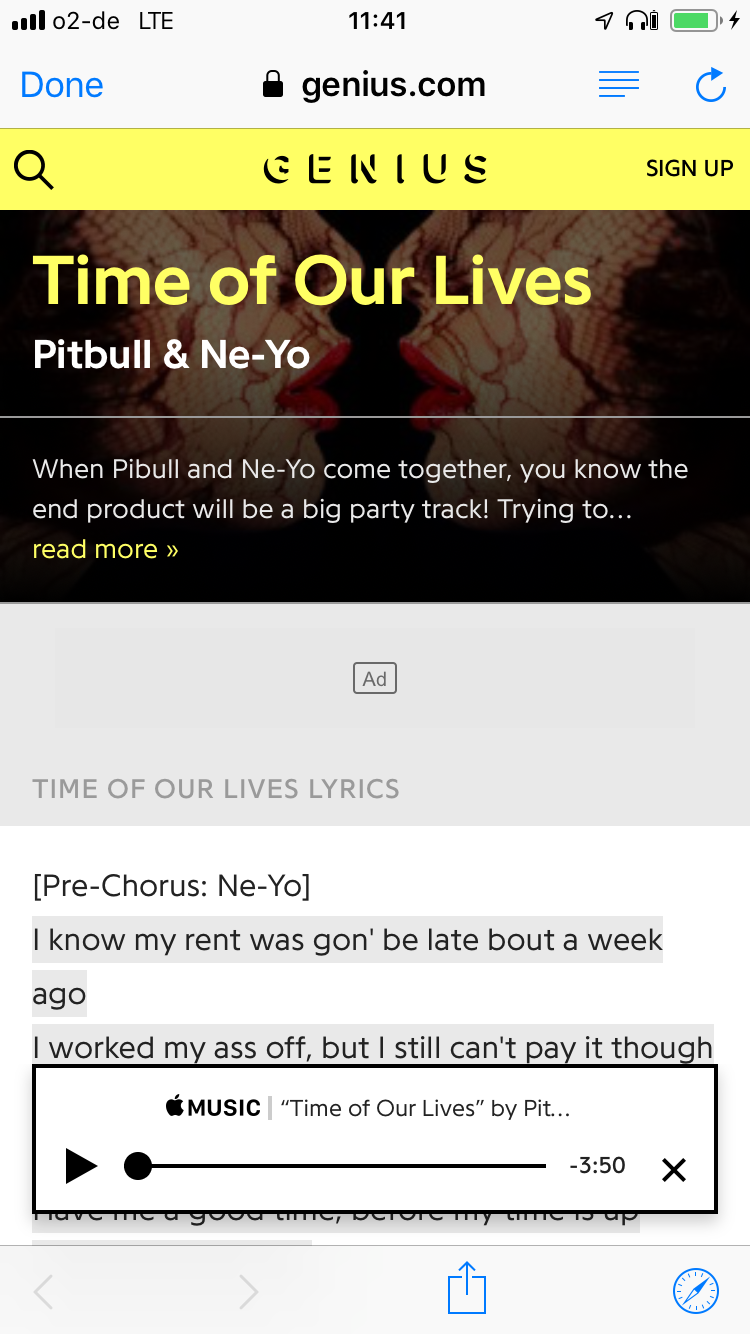 o2-de LTE 11:41
Done genius.com
GENIUS SIGN UP
Time of Our Lives
Pitbull & Ne-Yo
When Pibull and Ne-Yo come together, you know the
end product will be a big party track! Trying to...
read more »
Ad
TIME OF OUR LIVES LYRICS
[Pre-Chorus: Ne-Yo]
I know my rent was gon' be late bout a week
ago
I worked my ass off, but I still can't pay it though
MUSIC | “Time of Our Lives” by Pit...
-3:50
Have me a good time, before my time is up